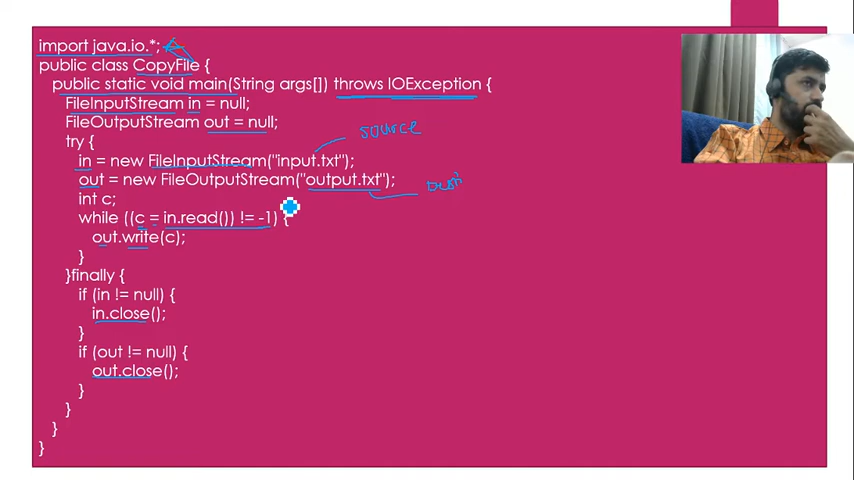 import java.io.*;
public class CopyFile {
public static void main(String args[]) throws IOException {
FileInputStream in = null;
FileOutputStream out = null;
try {
in = new FileInputStream("input.txt");
out = new FileOutputStream("output.txt");
int c;
while ((c = in.read()) != -1) {
out.write(c);
}
}finally {
if (in != null) {
in.close();
}
if (out != null) {
out.close();
}
}
}
}
source